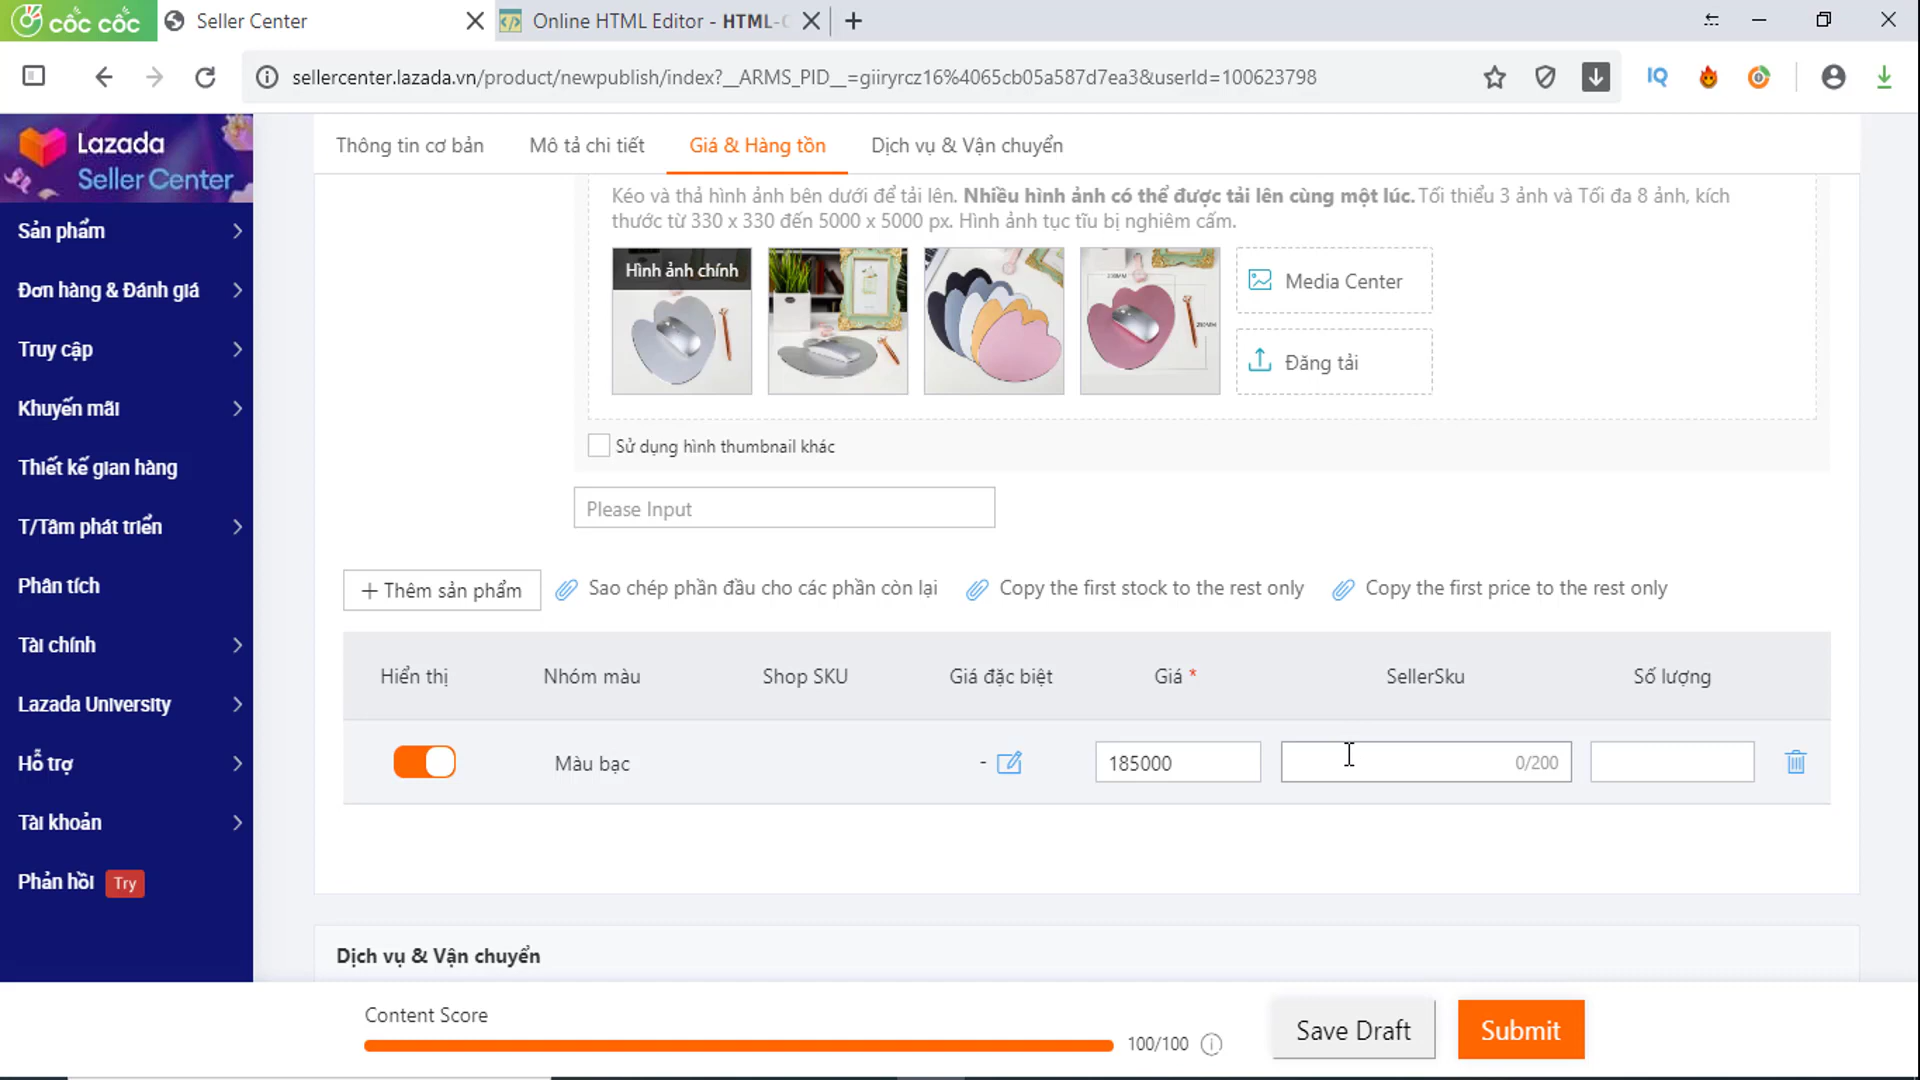 cốc cốc
Seller Center
Online HTML Editor - HTML-C
sellercenter.lazada.vn/product/newpublish/index?__ARMS_PID__=giiryrcz16%4065cb05a587d7ea3&userId=100623798
IQ
Lazada
Seller Center
Sản phẩm
Đơn hàng & Đánh giá
Truy cập
Khuyến mãi
Thiết kế gian hàng
T/Tâm phát triển
Phân tích
Tài chính
Lazada University
Hỗ trợ
Tài khoản
Phản hồi Try
Thông tin cơ bản Mô tả chi tiết Giá & Hàng tồn Dịch vụ & Vận chuyển
Kéo và thả hình ảnh bên dưới để tải lên. Nhiều hình ảnh có thể được tải lên cùng một lúc. Tối thiểu 3 ảnh và Tối đa 8 ảnh, kích
thước từ 330 x 330 đến 5000 x 5000 px. Hình ảnh tục tĩu bị nghiêm cấm.
Hình ảnh chính
Media Center
Đăng tải
Sử dụng hình thumbnail khác
Please Input
+ Thêm sản phẩm Sao chép phần đầu cho các phần còn lại Copy the first stock to the rest only Copy the first price to the rest only
Hiển thị Nhóm màu Shop SKU Giá đặc biệt Giá * SellerSku Số lượng
Màu bạc - 185000 0/200
Dịch vụ & Vận chuyển
Content Score
100/100
Save Draft
Submit